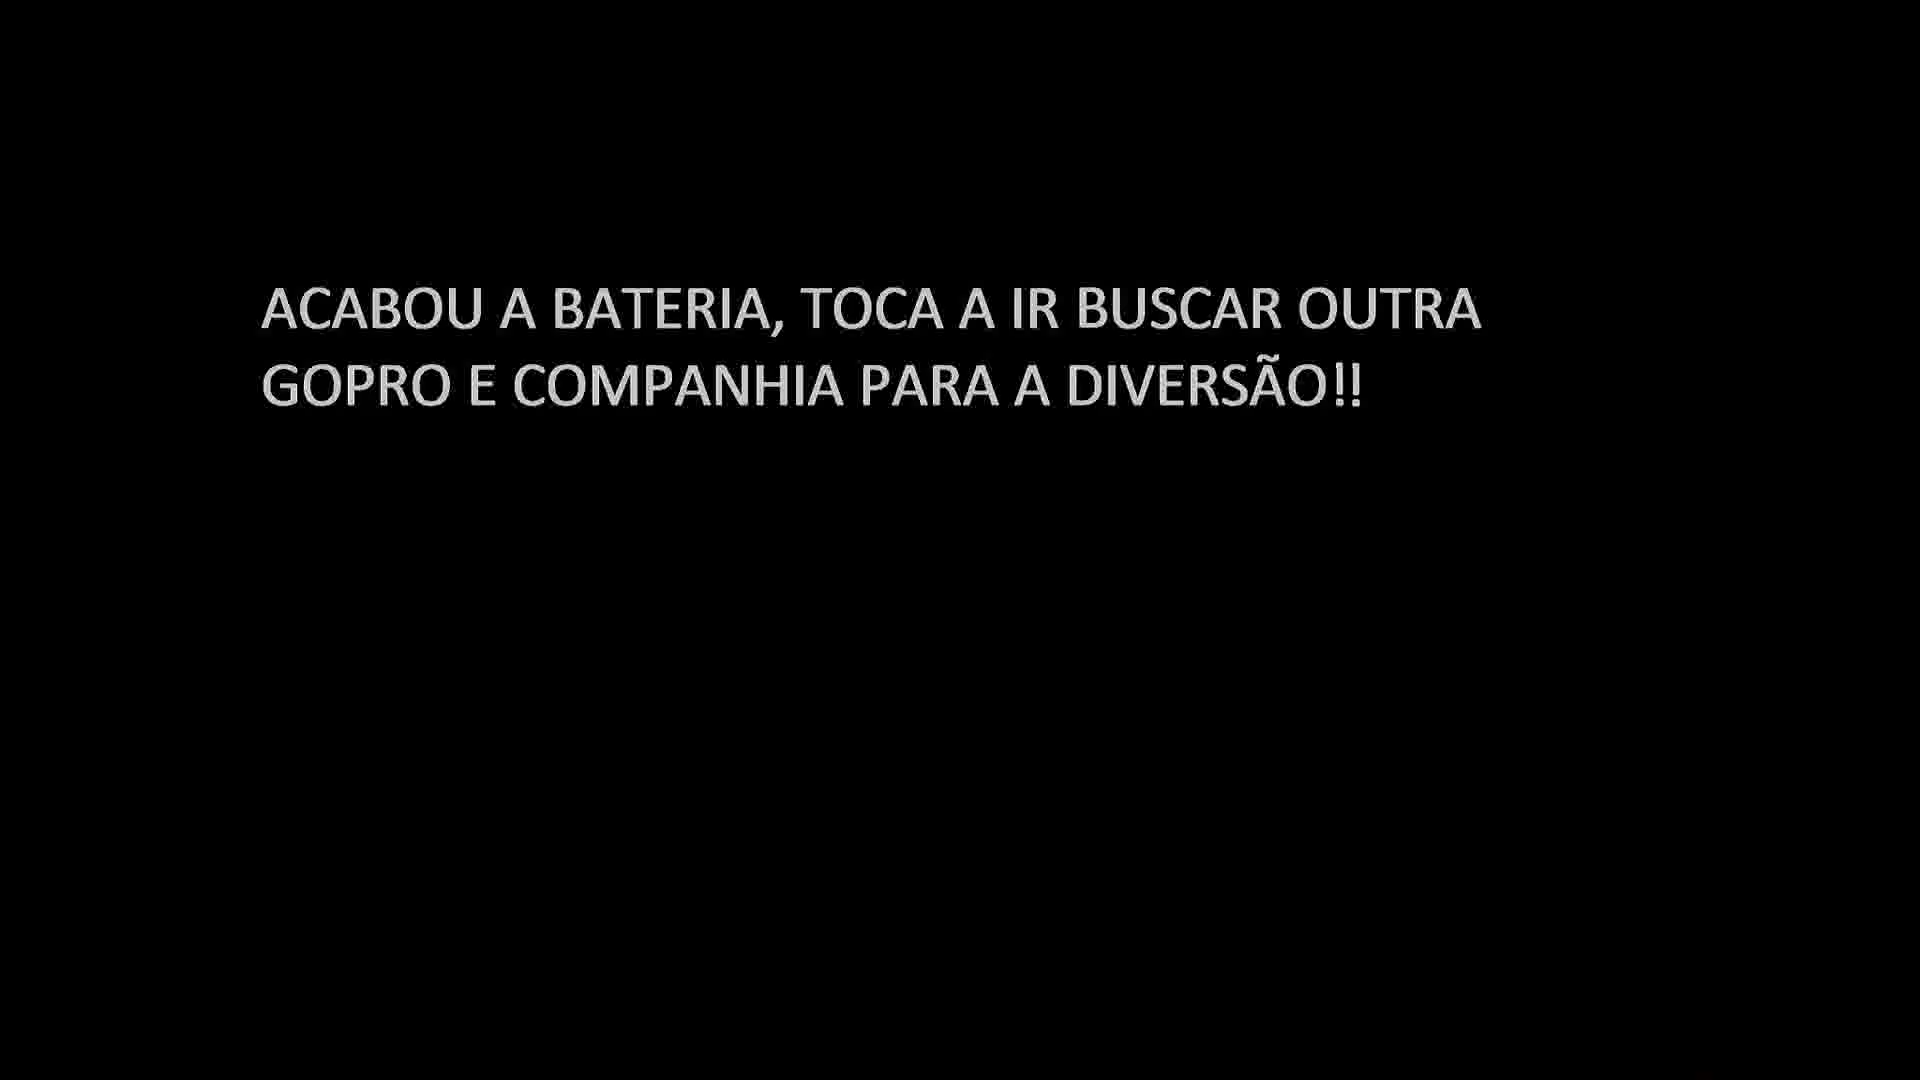 ACABOU A BATERIA, TOCA A IR BUSCAR OUTRA
GOPRO E COMPANHIA PARA A DIVERSÃO!!